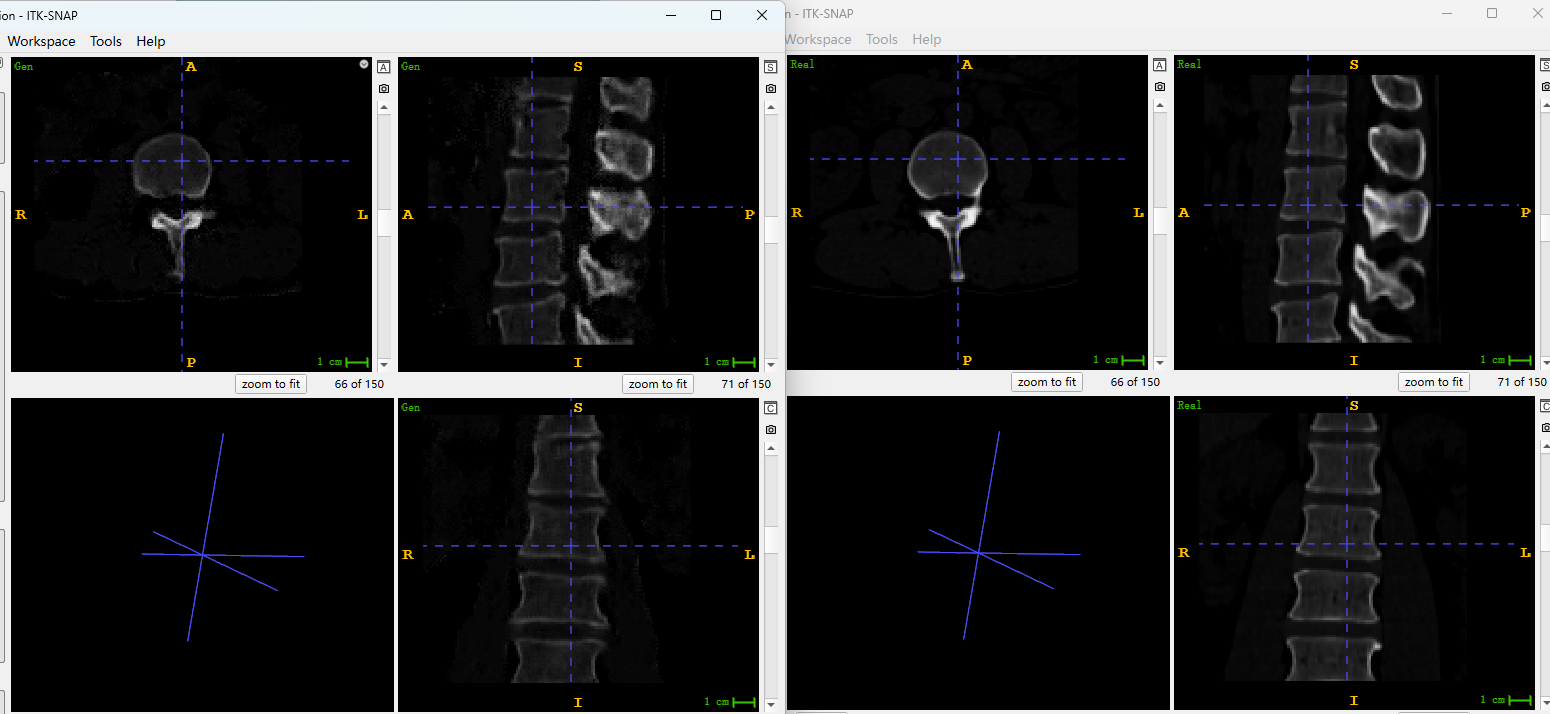 ion - ITK-SNAP
Workspace Tools Help
Gen A A
R L
P 1 cm
zoom to fit 66 of 150
Gen S S
A P
I 1 cm
zoom to fit 71 of 150
Gen S C
R L
I 1 cm
n - ITK-SNAP
Workspace Tools Help
Real A A
R L
P 1 cm
zoom to fit 66 of 150
Real S S
A P
I 1 cm
zoom to fit 71 of 150
Real S C
R L
I 1 cm